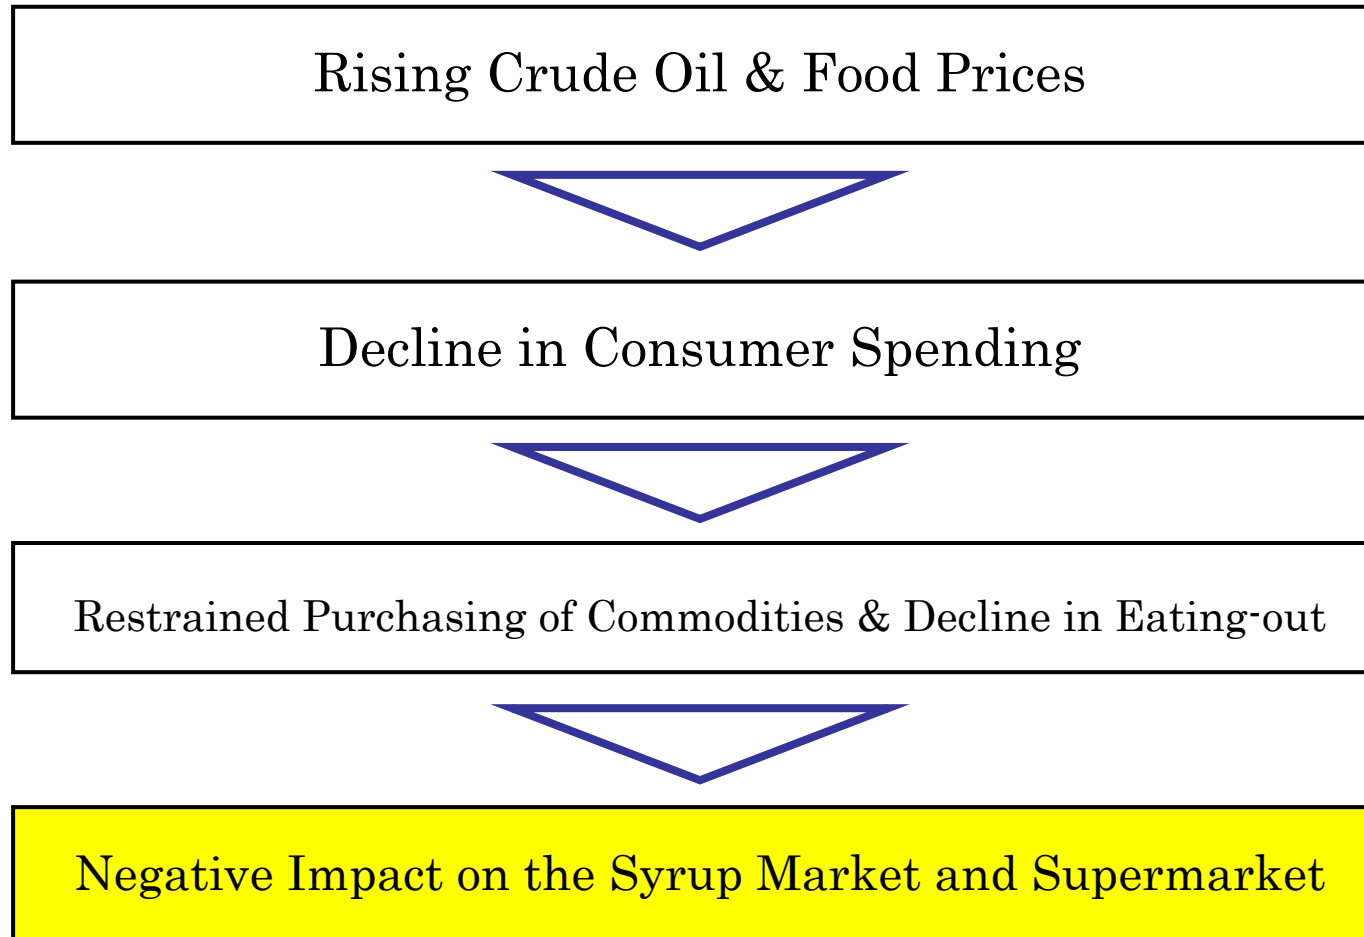 Rising Crude Oil & Food Prices
Decline in Consumer Spending
Restrained Purchasing of Commodities & Decline in Eating-out
Negative Impact on the Syrup Market and Supermarket